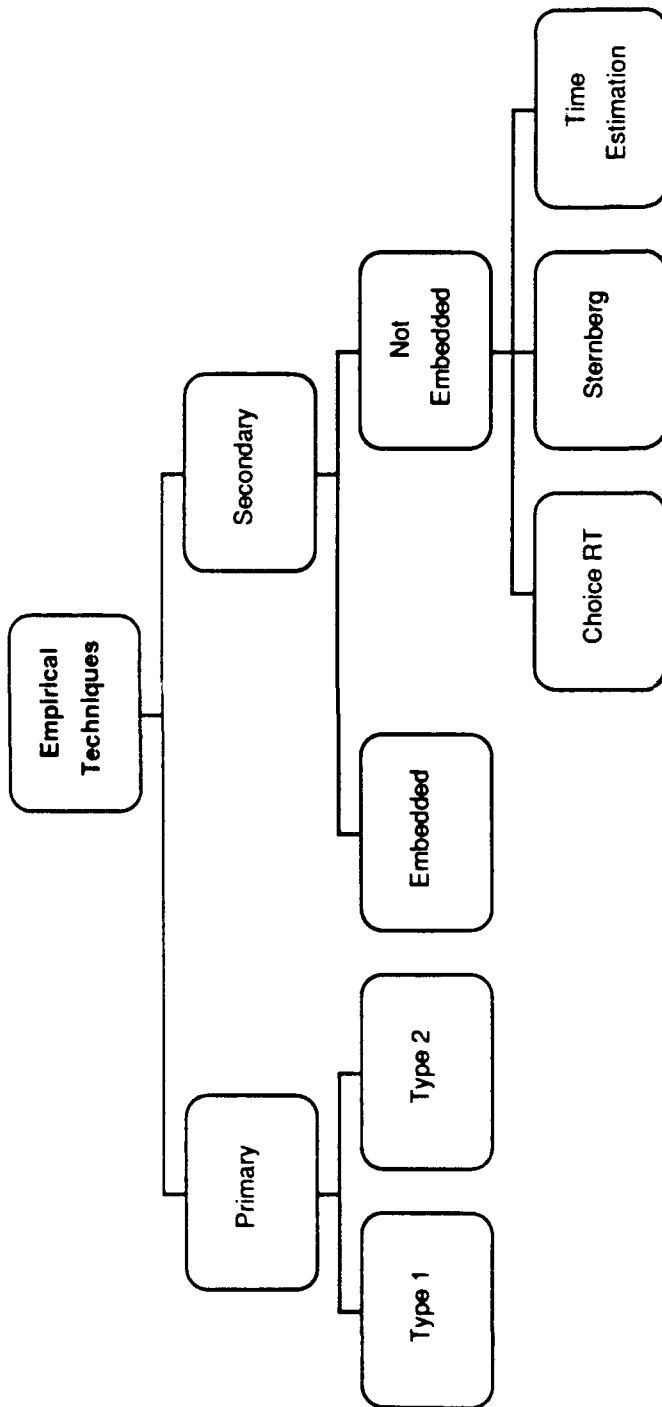 Empirical
Techniques
Primary
Secondary
Type 1
Type 2
Embedded
Not
Embedded
Choice RT
Sternberg
Time
Estimation